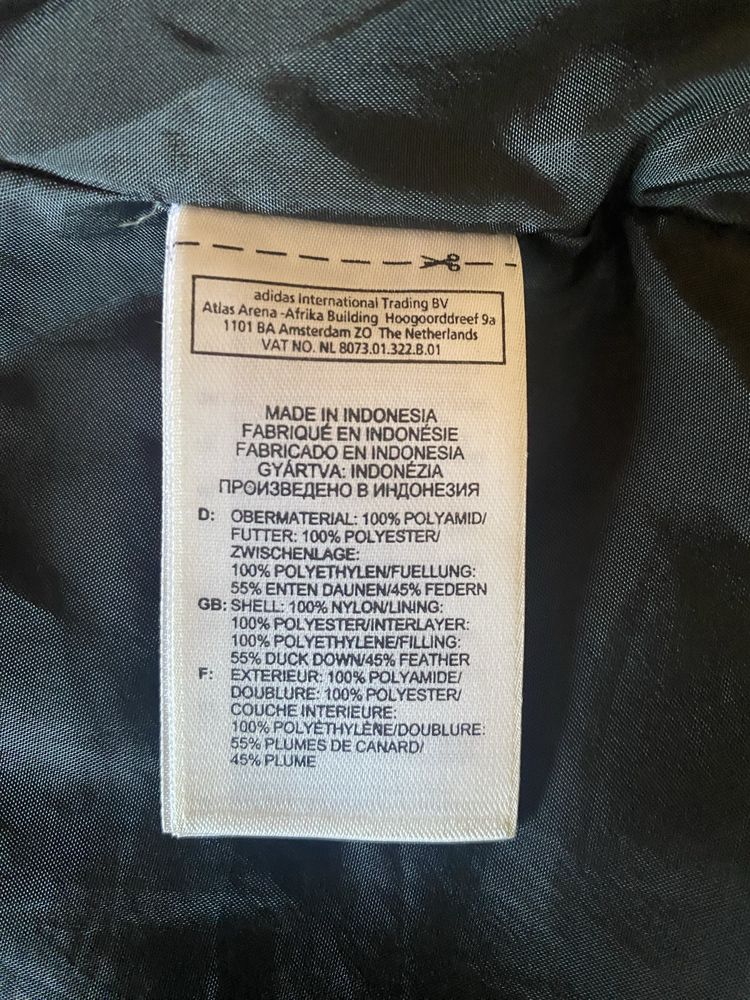 adidas International Trading BV
Atlas Arena -Afrika Building Hoogoorddreef 9a
1101 BA Amsterdam ZO The Netherlands
VAT NO. NL 8073.01.322.B.01
MADE IN INDONESIA
FABRIQUÉ EN INDONÉSIE
FABRICADO EN INDONESIA
GYÁRTVA: INDONÉZIA
ПРОИЗВЕДЕНО В ИНДОНЕЗИЯ
D: OBERMATERIAL: 100% POLYAMID/
FUTTER: 100% POLYESTER/
ZWISCHENLAGE:
100% POLYETHYLEN/FUELLUNG:
55% ENTEN DAUNEN/45% FEDERN
GB: SHELL: 100% NYLON/LINING:
100% POLYESTER/INTERLAYER:
100% POLYETHYLENE/FILLING:
55% DUCK DOWN/45% FEATHER
F: EXTERIEUR: 100% POLYAMIDE/
DOUBLURE: 100% POLYESTER/
COUCHE INTERIEURE:
100% POLYÉTHYLÈNE/DOUBLURE:
55% PLUMES DE CANARD/
45% PLUME